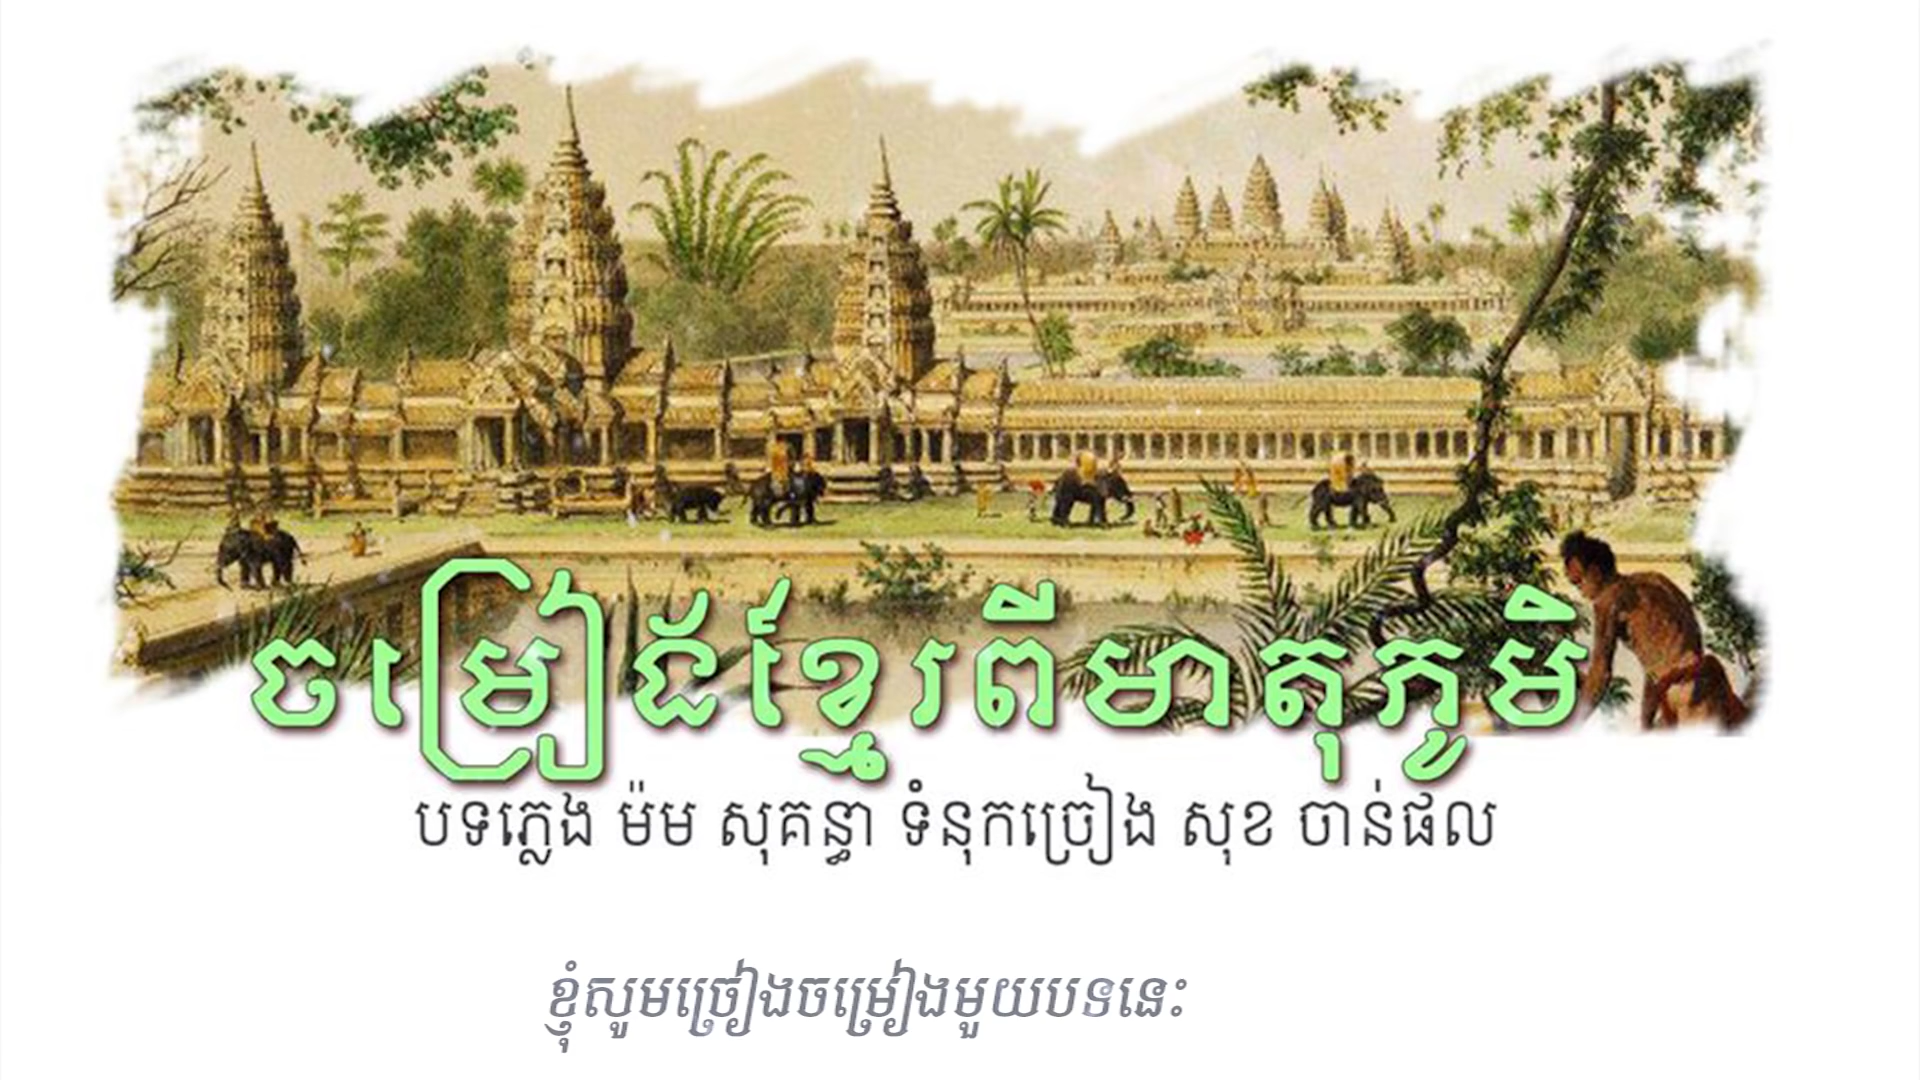 ចម្រៀងខ្មែរពីមាតុភូមិ
បទភ្លេង ម៉ម សុគន្ធា ទំនុកច្រៀង សុខ ចាន់ផល
ខ្ញុំសូមច្រៀងចម្រៀងមួយបទនេះ